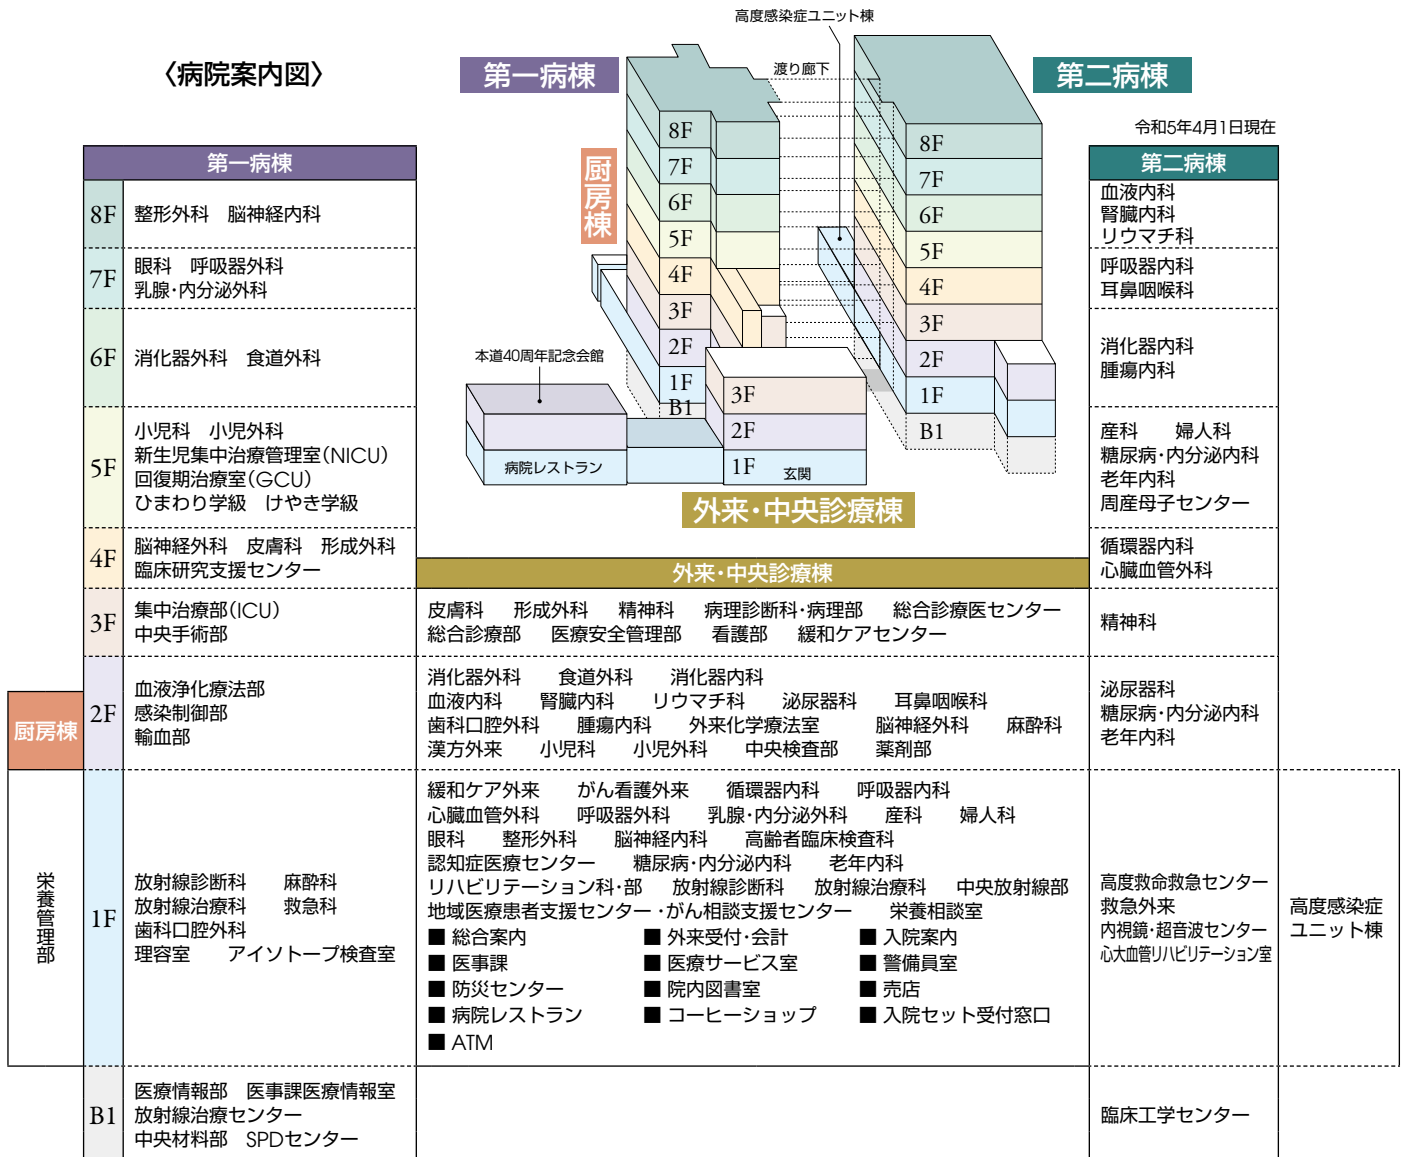 高度感染症ユニット棟
〈病院案内図〉
第一病棟
渡り廊下
第二病棟
令和5年4月1日現在
厨房棟
8F
7F
6F
5F
4F
3F
2F
1F
B1
8F
7F
6F
5F
4F
3F
2F
1F
B1
本道40周年記念会館
病院レストラン
3F
2F
1F
玄関
外来・中央診療棟
第一病棟
8F
整形外科 脳神経内科
7F
眼科 呼吸器外科
乳腺・内分泌外科
6F
消化器外科 食道外科
5F
小児科 小児外科
新生児集中治療管理室(NICU)
回復期治療室(GCU)
ひまわり学級 けやき学級
4F
脳神経外科 皮膚科 形成外科
臨床研究支援センター
3F
集中治療部(ICU)
中央手術部
2F
血液浄化療法部
感染制御部
輸血部
1F
放射線診断科 麻酔科
放射線治療科 救急科
歯科口腔外科
理容室 アイソトープ検査室
B1
医療情報部 医事課医療情報室
放射線治療センター
中央材料部 SPDセンター
厨房棟
栄養管理部
外来・中央診療棟
皮膚科 形成外科 精神科 病理診断科・病理部 総合診療医センター
総合診療部 医療安全管理部 看護部 緩和ケアセンター
消化器外科 食道外科 消化器内科
血液内科 腎臓内科 リウマチ科 泌尿器科 耳鼻咽喉科
歯科口腔外科 腫瘍内科 外来化学療法室 脳神経外科 麻酔科
漢方外来 小児科 小児外科 中央検査部 薬剤部
緩和ケア外来 がん看護外来 循環器内科 呼吸器内科
心臓血管外科 呼吸器外科 乳腺・内分泌外科 産科 婦人科
眼科 整形外科 脳神経内科 高齢者臨床検査科
認知症医療センター 糖尿病・内分泌内科 老年内科
リハビリテーション科・部 放射線診断科 放射線治療科 中央放射線部
地域医療患者支援センター・がん相談支援センター 栄養相談室
■ 総合案内 ■ 外来受付・会計 ■ 入院案内
■ 医事課 ■ 医療サービス室 ■ 警備員室
■ 防災センター ■ 院内図書室 ■ 売店
■ 病院レストラン ■ コーヒーショップ ■ 入院セット受付窓口
■ ATM
第二病棟
血液内科
腎臓内科
リウマチ科
呼吸器内科
耳鼻咽喉科
消化器内科
腫瘍内科
産科 婦人科
糖尿病・内分泌内科
老年内科
周産母子センター
循環器内科
心臓血管外科
精神科
泌尿器科
糖尿病・内分泌内科
老年内科
高度救命救急センター
救急外来
内視鏡・超音波センター
心大血管リハビリテーション室
臨床工学センター
高度感染症
ユニット棟